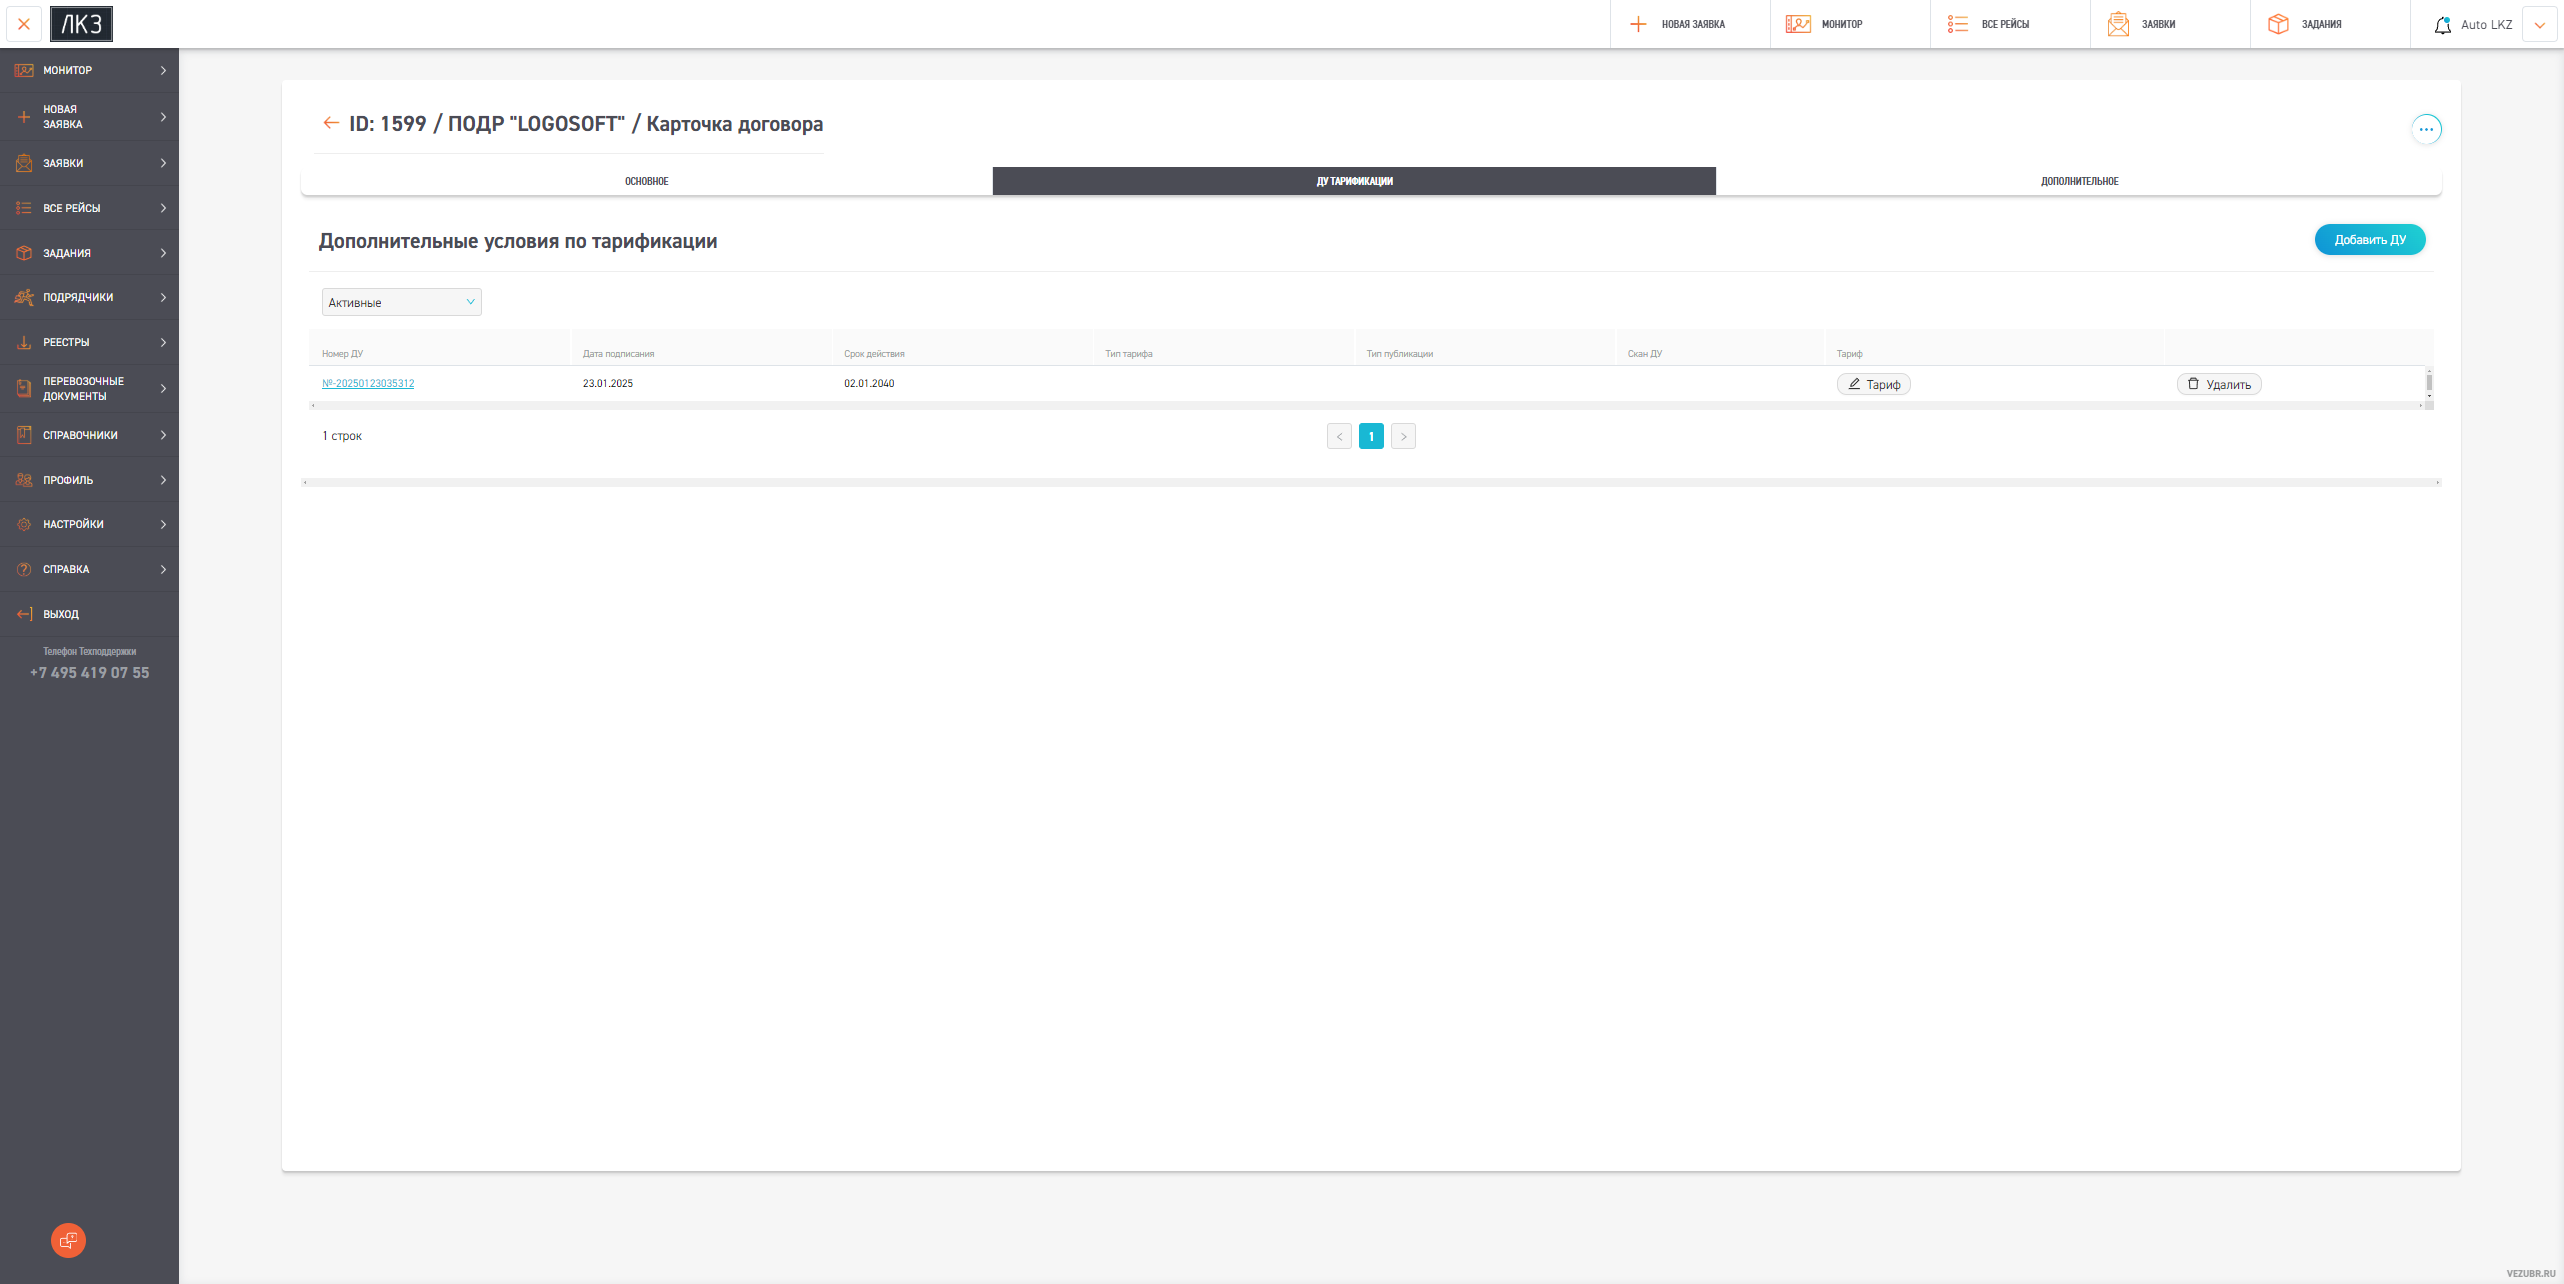 ЛКЗ
НОВАЯ ЗАЯВКА
МОНИТОР
ВСЕ РЕЙСЫ
ЗАЯВКИ
ЗАДАНИЯ
Auto LKZ
МОНИТОР
НОВАЯ
ЗАЯВКА
ЗАЯВКИ
ВСЕ РЕЙСЫ
ЗАДАНИЯ
ПОДРЯДЧИКИ
РЕЕСТРЫ
ПЕРЕВОЗОЧНЫЕ
ДОКУМЕНТЫ
СПРАВОЧНИКИ
ПРОФИЛЬ
НАСТРОЙКИ
СПРАВКА
ВЫХОД
Телефон Техподдержки
+7 495 419 07 55
ID: 1599 / ПОДР "LOGOSOFT" / Карточка договора
ОСНОВНОЕ
ДУ ТАРИФИКАЦИИ
ДОПОЛНИТЕЛЬНОЕ
Дополнительные условия по тарификации
Добавить ДУ
Активные
Номер ДУ
Дата подписания
Срок действия
Тип тарифа
Тип публикации
Скан ДУ
Тариф
№-20250123035312
23.01.2025
02.01.2040
Тариф
Удалить
1 строк
1
VEZUBR.RU